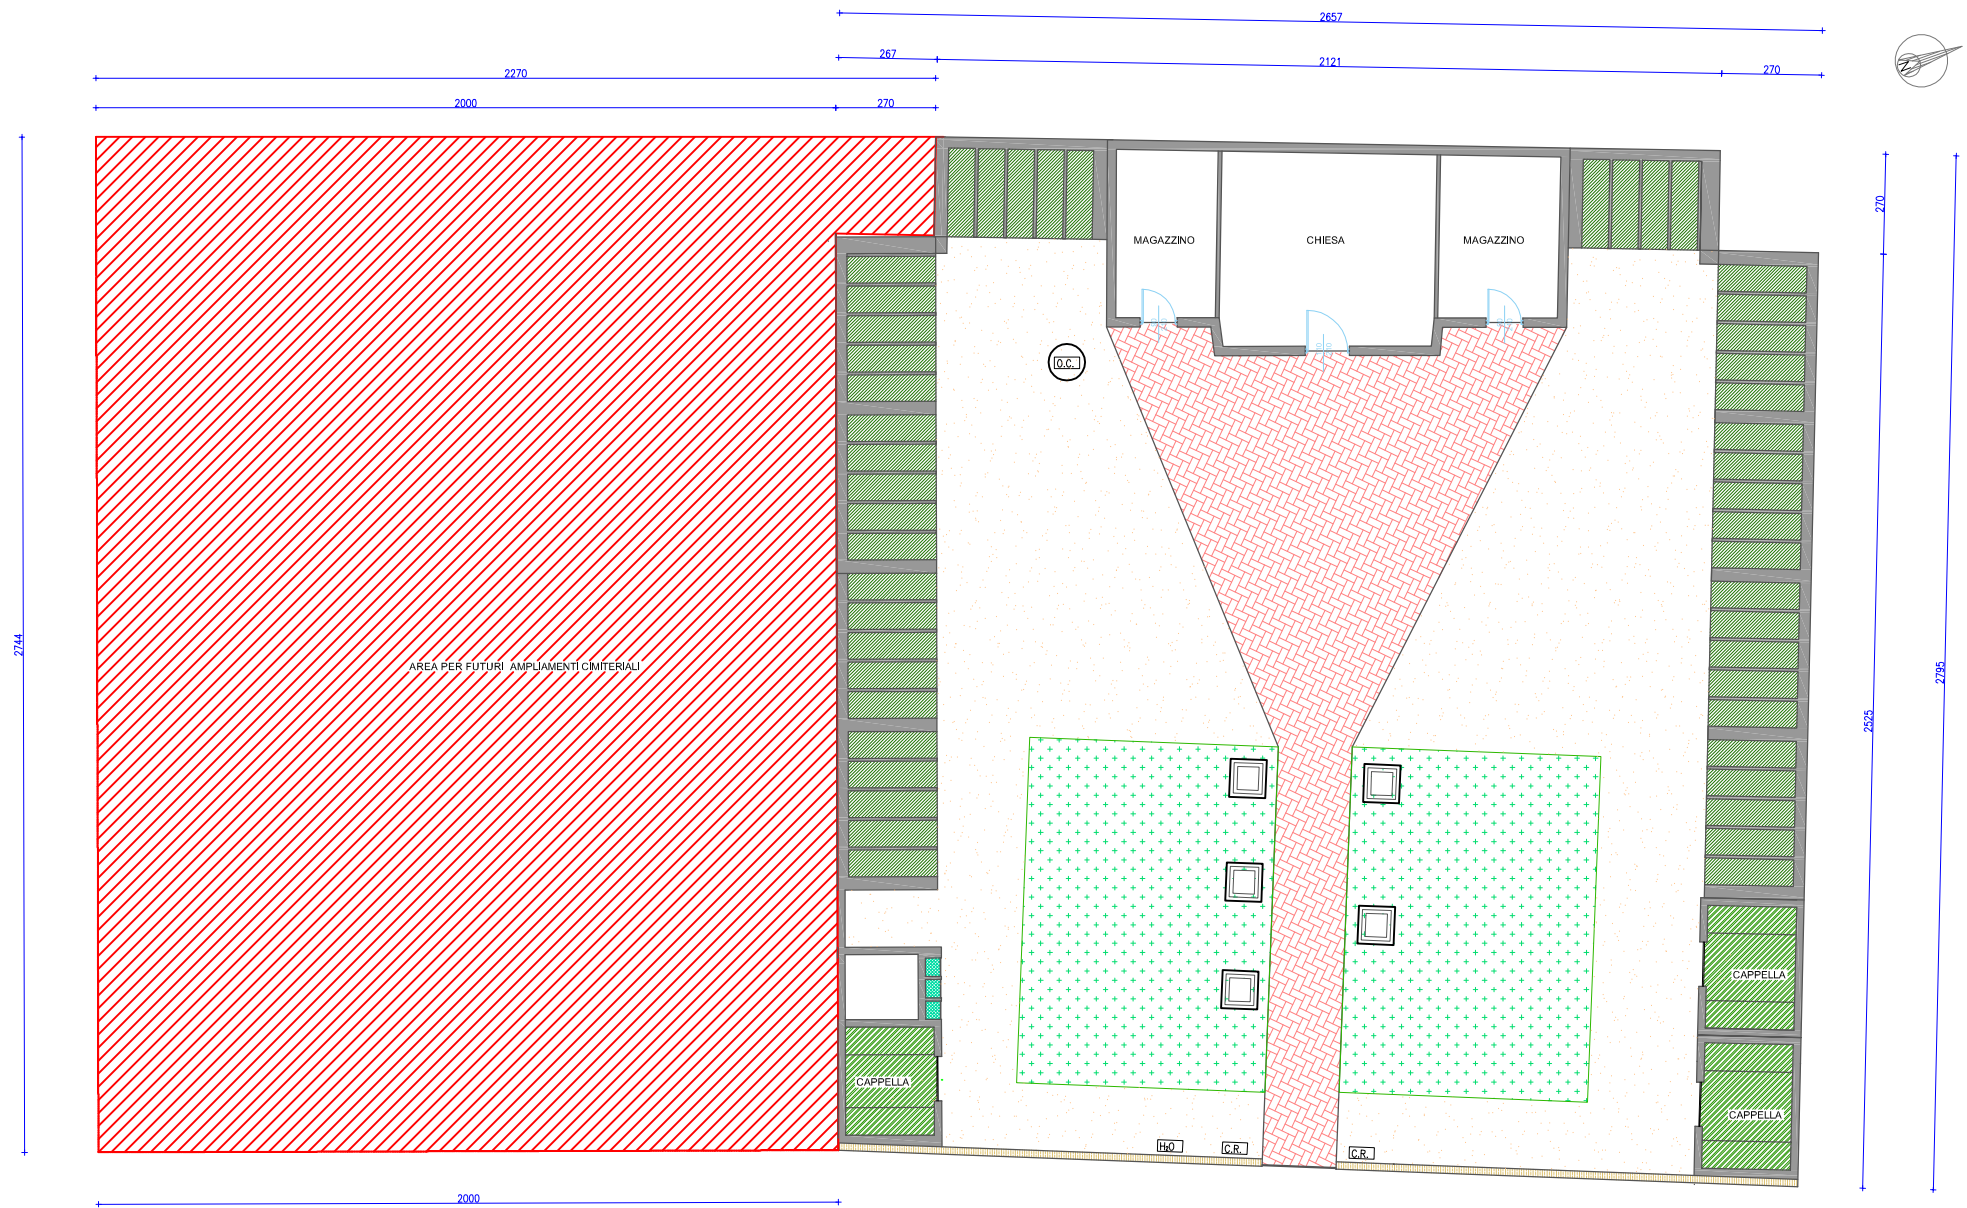 2657
267
2121
270
2270
2000
270
N
270
MAGAZZINO
CHIESA
MAGAZZINO
O.C.
2744
AREA PER FUTURI AMPLIAMENTI CIMITERIALI
2795
2525
CAPPELLA
CAPPELLA
CAPPELLA
H2O
C.R.
C.R.
2000